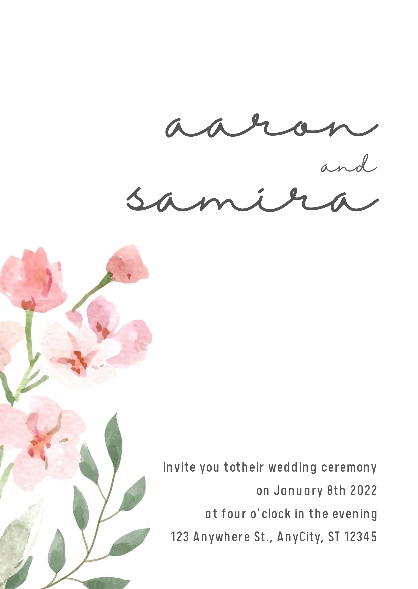 aaron
and
samira
invite you totheir wedding ceremony
on January 8th 2022
at four o'clock in the evening
123 Anywhere St., AnyCity, ST 12345